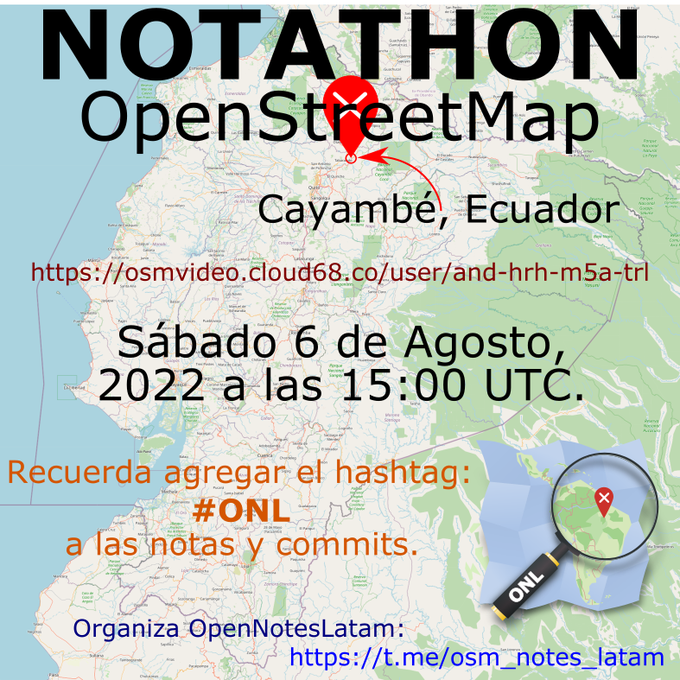 NOTATHON
OpenStreetMap
Cayambé, Ecuador
https://osmvideo.cloud68.co/user/and-hrh-m5a-trl
Sábado 6 de Agosto,
2022 a las 15:00 UTC.
Recuerda agregar el hashtag:
#ONL
a las notas y commits.
ONL
Organiza OpenNotesLatam:
https://t.me/osm_notes_latam